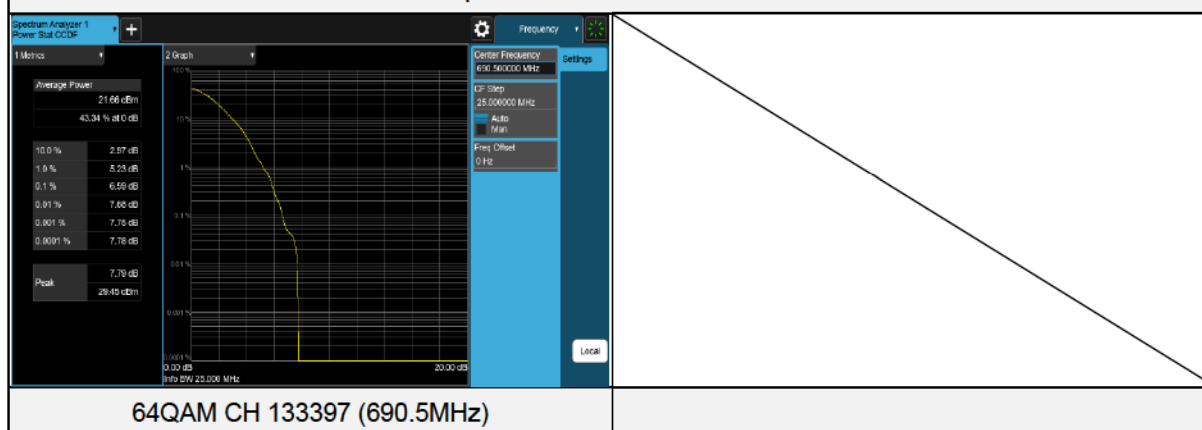 Spectrum Analyzer 1
Power Stat CCDF
Frequency
1 Metrics
2 Graph
Center Frequency
690.500000 MHz
Settings
Average Power
21.66 dBm
43.34 % at 0 dB
CF Step
25.000000 MHz
Auto
Man
Freq Offset
0 Hz
10.0 % 2.97 dB
1.0 % 5.23 dB
0.1 % 6.59 dB
0.01 % 7.68 dB
0.001 % 7.75 dB
0.0001 % 7.78 dB
Peak 7.79 dB
29.45 dBm
100 %
10 %
1 %
0.1 %
0.01 %
0.001 %
0.0001 %
0.00 dB 20.00 dB
Info BW 25.000 MHz
Local
64QAM CH 133397 (690.5MHz)